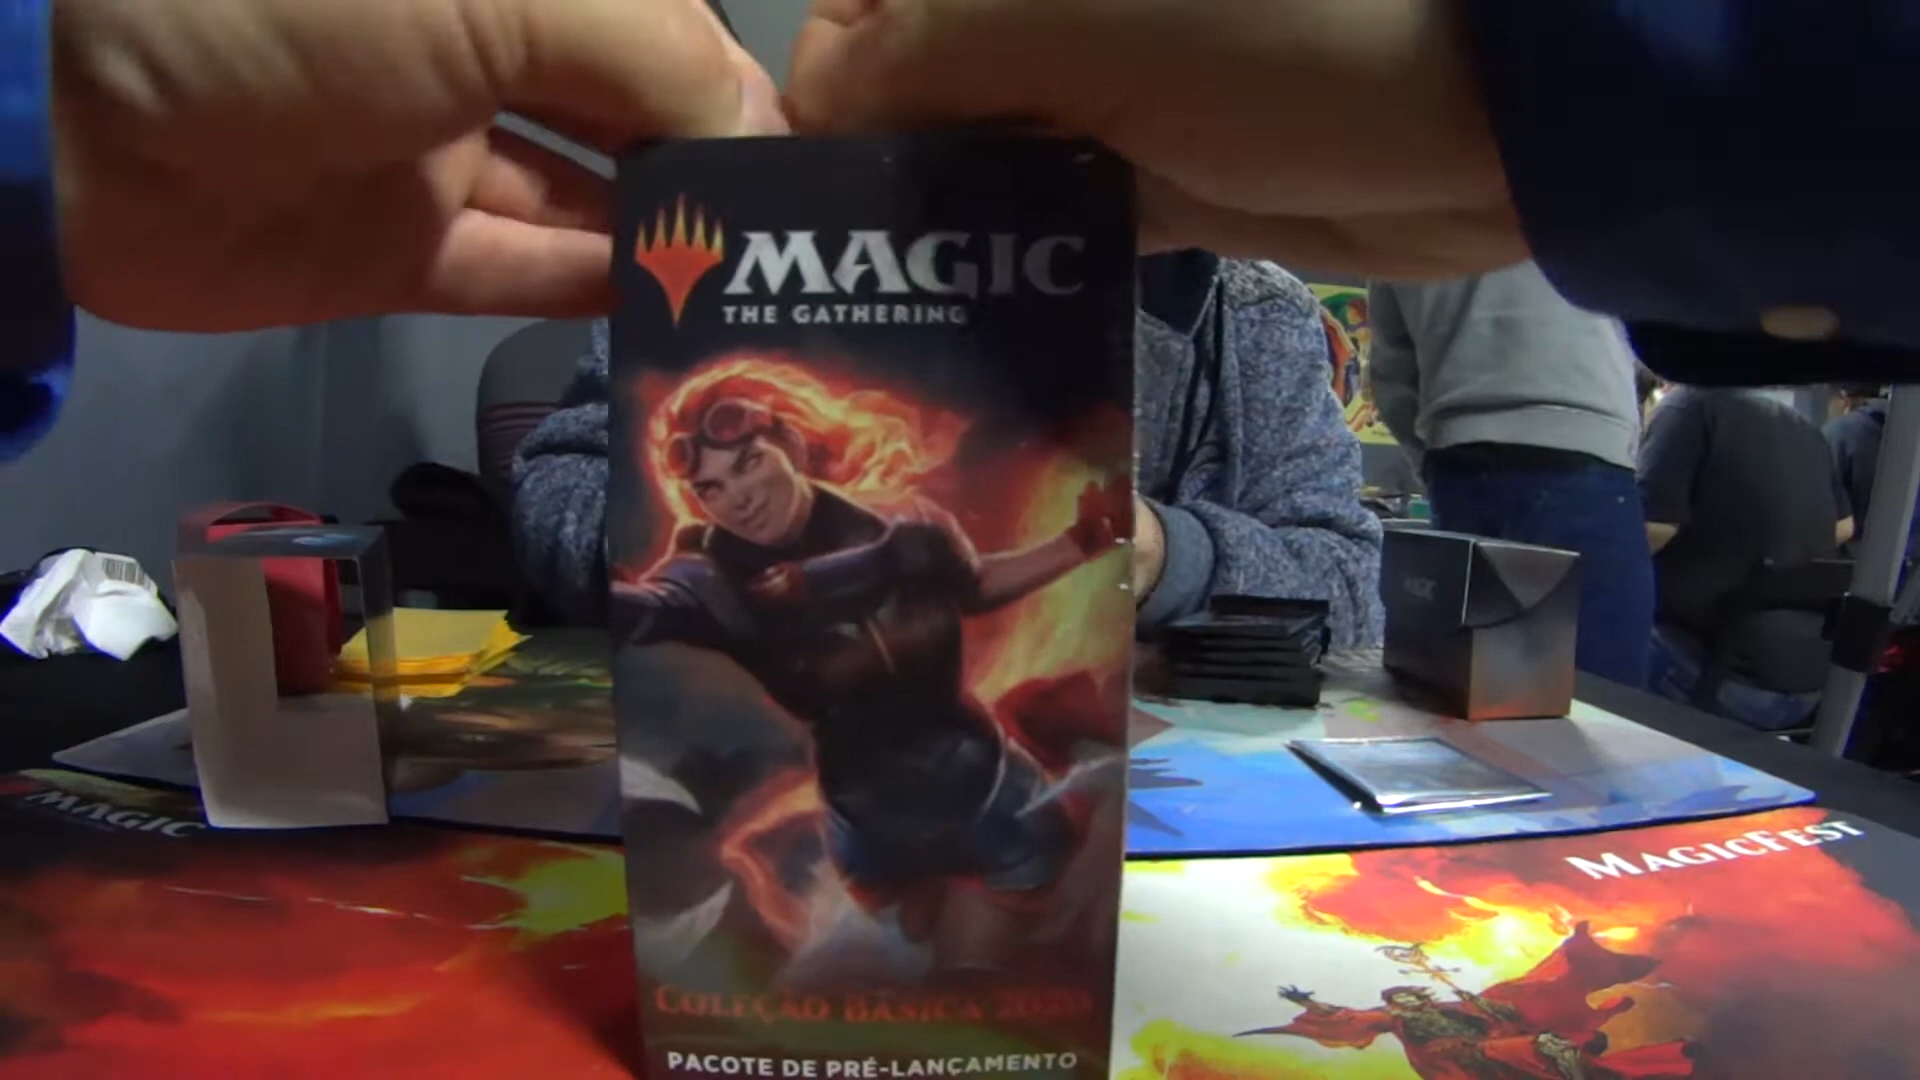 MAGIC
THE GATHERING
COLEÇÃO BÁSICA 2020
PACOTE DE PRÉ-LANÇAMENTO
MAGIC
MAGICFEST